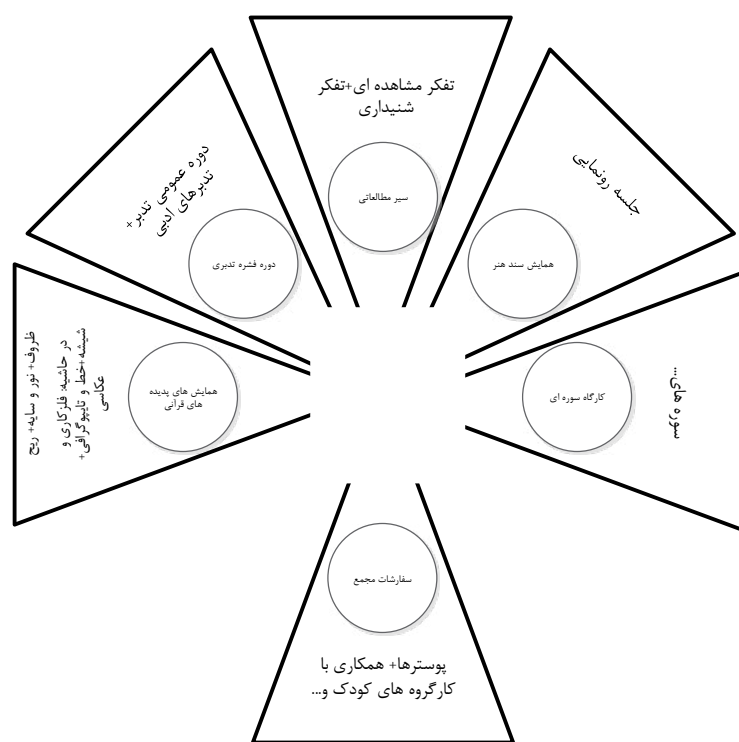 تفکر مشاهده ای+تفکر
شنیداری
سیر مطالعاتی
جلسه رونمایی
همایش سند هنر
سوره های...
کارگاه سوره ای
پوسترها+ همکاری با
کارگروه های کودک و...
سفارشات مجمع
ظروف+ نور و سایه+ ریح
در حاشیه: فلزکاری و
شیشه+خط و تایپوگرافی+
عکاسی
همایش های پدیده
های قرآنی
دوره عمومی تدبر+
تدبرهای ادبی
دوره فشره تدبری